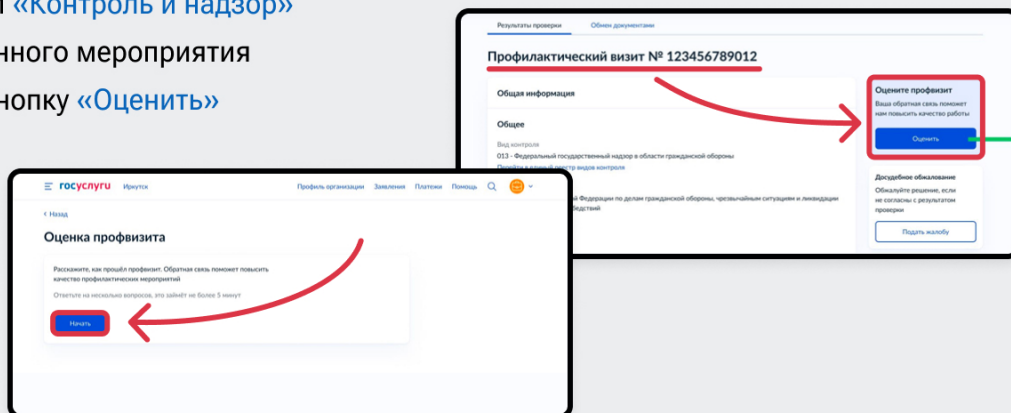 «Контроль и надзор»
нного мероприятия
нопку «Оценить»
Результаты проверки Обмен документами
Профилактический визит № 123456789012
Общая информация
Общее
Вид контроля
013 - Федеральный государственный надзор в области гражданской обороны
Перейти в единый реестр видов контроля
й Федерации по делам гражданской обороны, чрезвычайным ситуациям и ликвидации
бедствий
Оцените профвизит
Ваша обратная связь поможет
нам повысить качество работы
Оценить
Досудебное обжалование
Обжалуйте решение, если
не согласны с результатом
проверки
Подать жалобу
госуслуги Иркутск Профиль организации Заявления Платежи Помощь
Назад
Оценка профвизита
Расскажите, как прошёл профвизит. Обратная связь поможет повысить
качество профилактических мероприятий
Ответьте на несколько вопросов, это займёт не более 5 минут
Начать